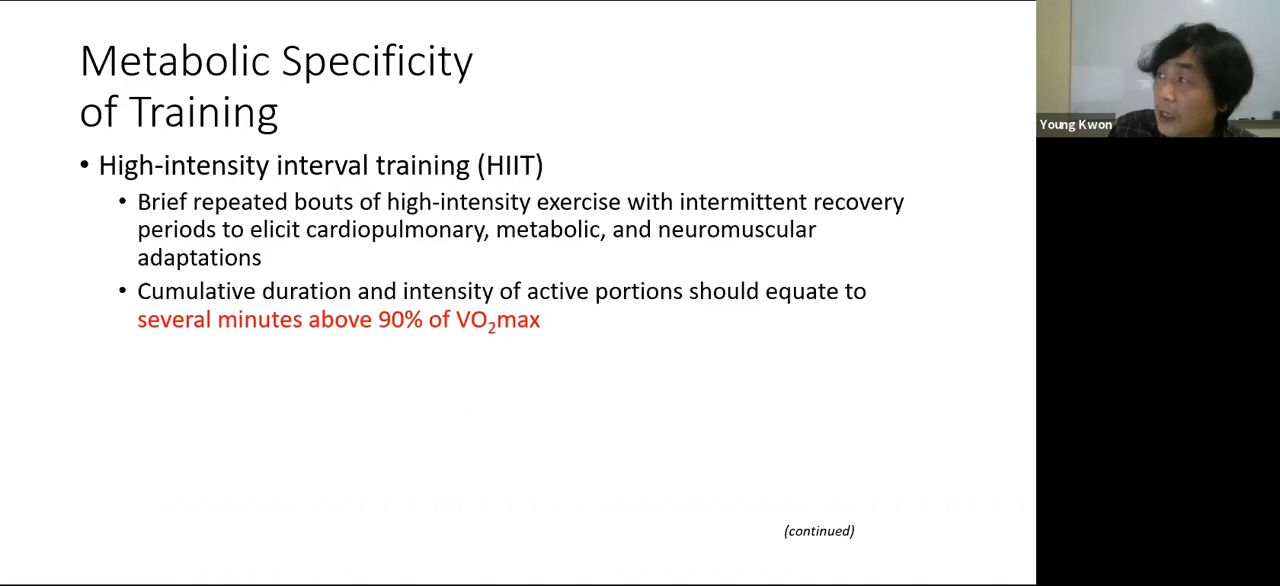 Metabolic Specificity
of Training
• High-intensity interval training (HIIT)
• Brief repeated bouts of high-intensity exercise with intermittent recovery
periods to elicit cardiopulmonary, metabolic, and neuromuscular
adaptations
• Cumulative duration and intensity of active portions should equate to
several minutes above 90% of VO₂max
(continued)
Young Kwon